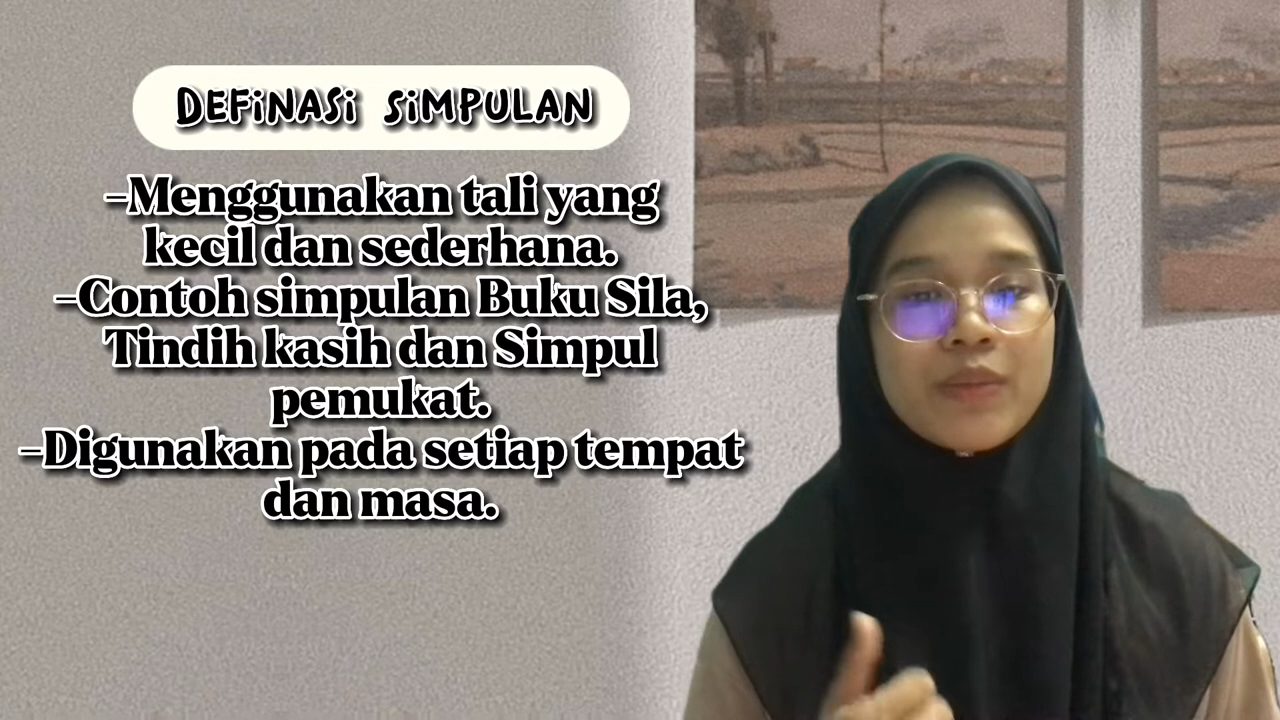 DEFiNASi SiMPULAN
-Menggunakan tali yang
kecil dan sederhana.
-Contoh simpulan Buku Sila,
Tindih kasih dan Simpul
pemukat.
-Digunakan pada setiap tempat
dan masa.